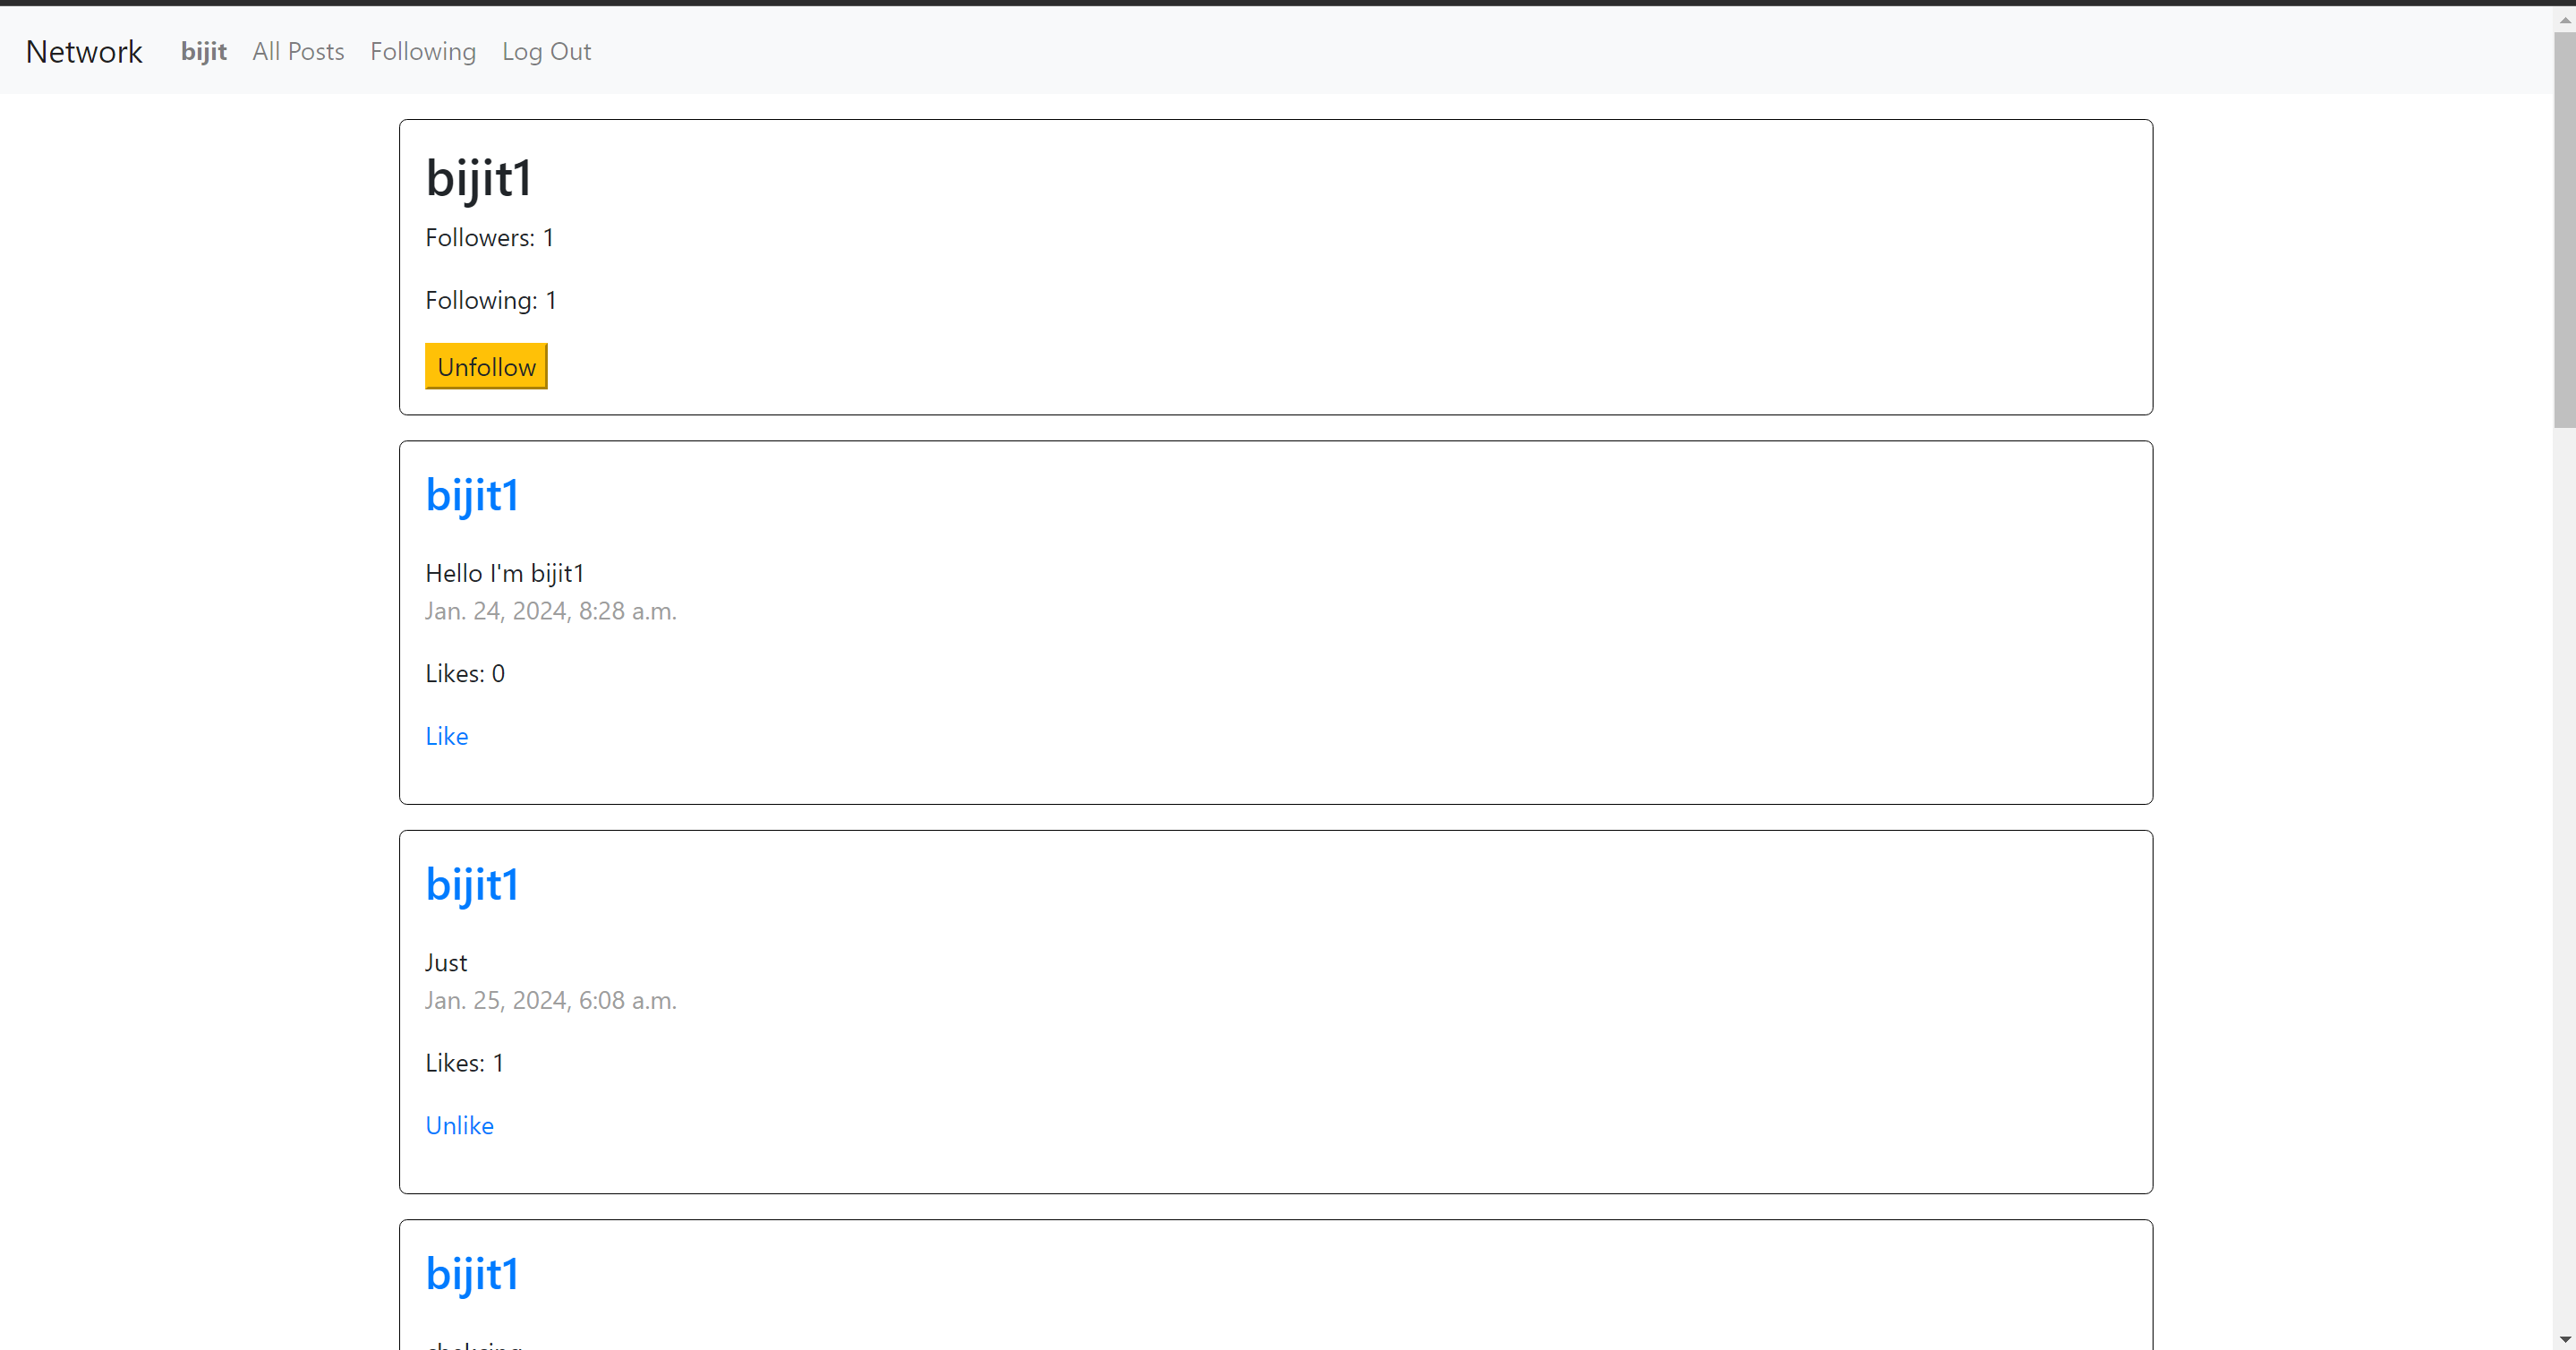 Network bijit All Posts Following Log Out
bijit1
Followers: 1
Following: 1
Unfollow
bijit1
Hello I'm bijit1
Jan. 24, 2024, 8:28 a.m.
Likes: 0
Like
bijit1
Just
Jan. 25, 2024, 6:08 a.m.
Likes: 1
Unlike
bijit1